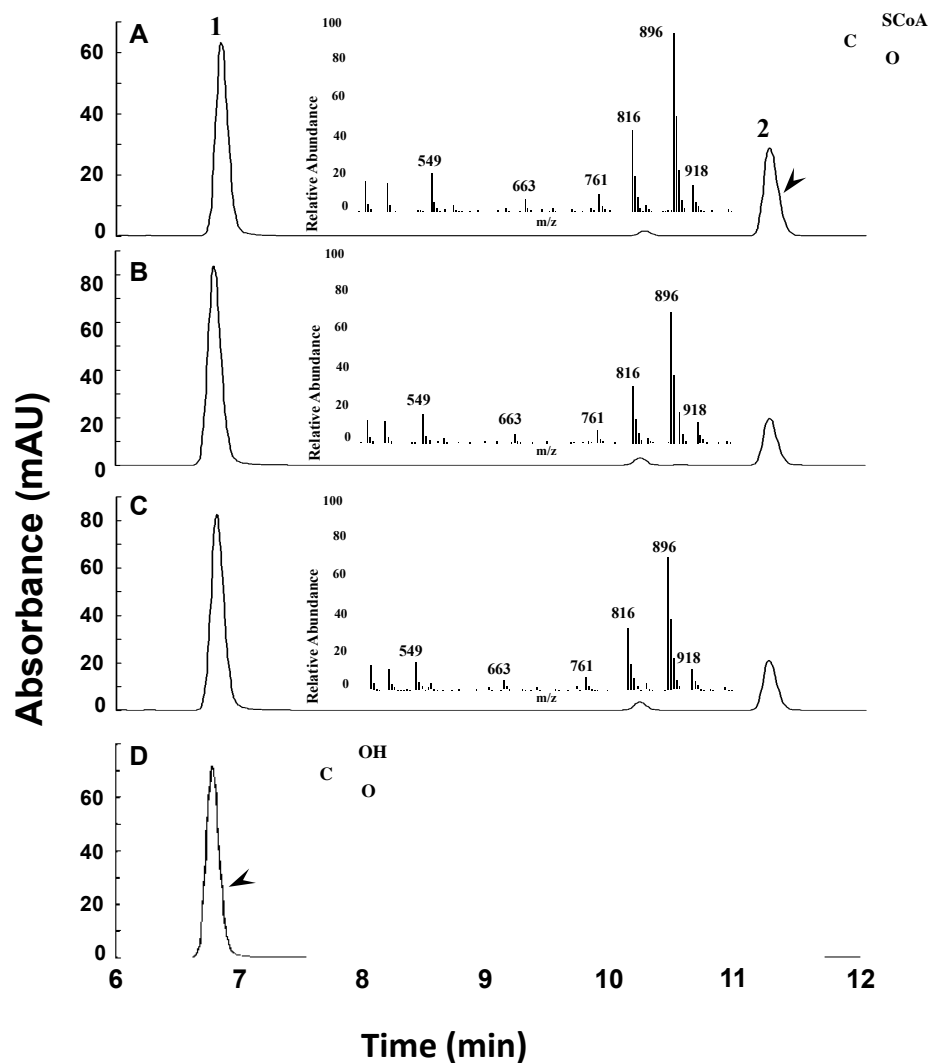 A
1
100
80
60
40
20
0
Relative Abundance
549
663
761
816
896
918
m/z
2
SCoA
C
O
60
40
20
0
B
100
80
60
40
20
0
Relative Abundance
549
663
761
816
896
918
m/z
80
60
40
20
0
C
100
80
60
40
20
0
Relative Abundance
549
663
761
816
896
918
m/z
80
60
40
20
0
D
OH
C
O
60
40
20
0
Absorbance (mAU)
6 7 8 9 10 11 12
Time (min)